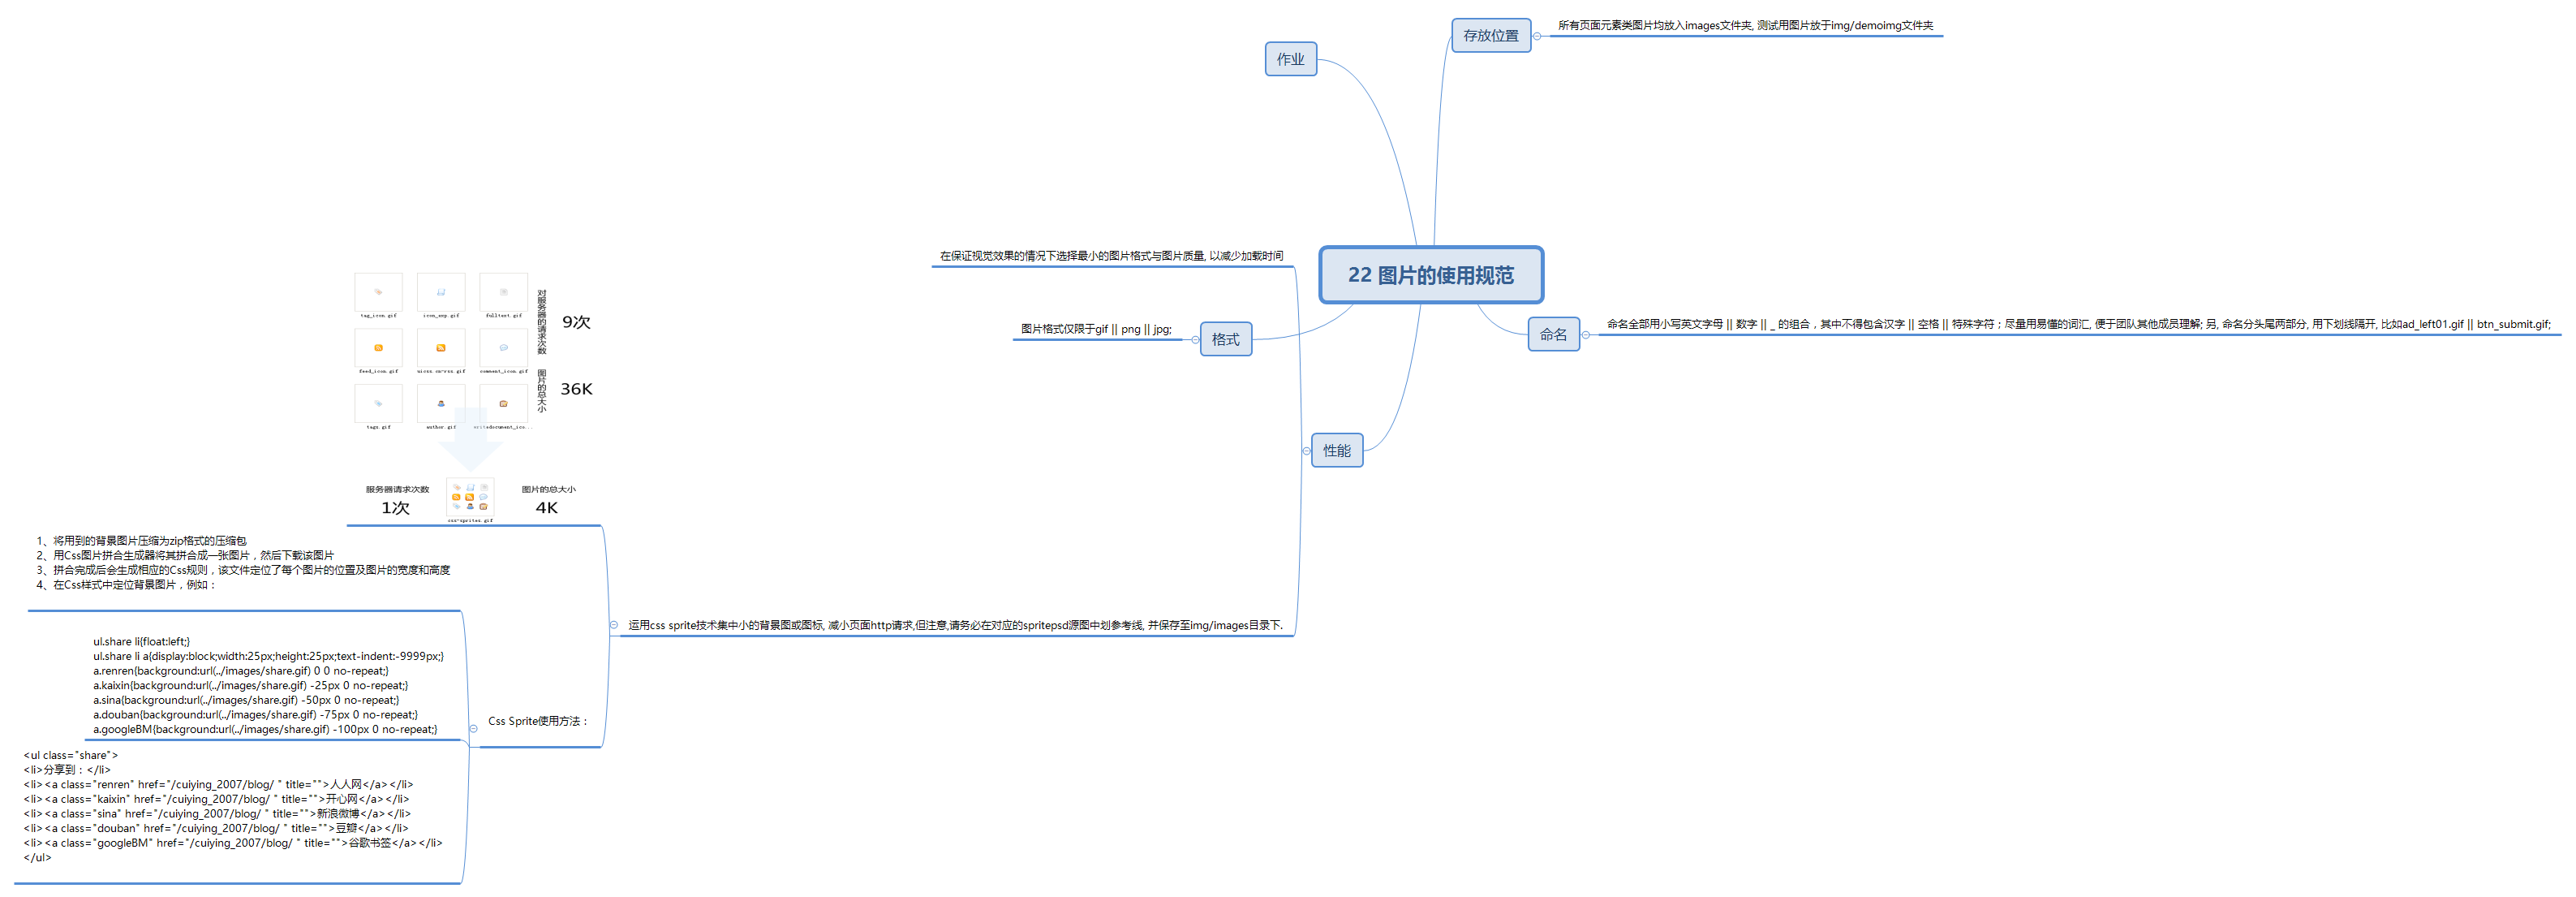 22 图片的使用规范
存放位置
所有页面元素类图片均放入images文件夹, 测试用图片放于img/demoimg文件夹
命名
命名全部用小写英文字母 || 数字 || _ 的组合，其中不得包含汉字 || 空格 || 特殊字符；尽量用易懂的词汇, 便于团队其他成员理解; 另, 命名分头尾两部分, 用下划线隔开, 比如ad_left01.gif || btn_submit.gif;
性能
在保证视觉效果的情况下选择最小的图片格式与图片质量, 以减少加载时间
运用css sprite技术集中小的背景图或图标, 减小页面http请求,但注意,请务必在对应的spritepsd源图中划参考线, 并保存至img/images目录下.
tag_icon.gif
icon_exp.gif
fulltext.gif
对服务器的请求次数
9次
feed_icon.gif
comment_icon.gif
图片的总大小
36K
tags.gif
author.gif
writedocument_ico...
服务器请求次数
1次
css-sprites.gif
图片的总大小
4K
Css Sprite使用方法：
1、将用到的背景图片压缩为zip格式的压缩包
2、用Css图片拼合生成器将其拼合成一张图片，然后下载该图片
3、拼合完成后会生成相应的Css规则，该文件定位了每个图片的位置及图片的宽度和高度
4、在Css样式中定位背景图片，例如：
ul.share li{float:left;}
ul.share li a{display:block;width:25px;height:25px;text-indent:-9999px;}
a.renren{background:url(../images/share.gif) 0 0 no-repeat;}
a.kaixin{background:url(../images/share.gif) -25px 0 no-repeat;}
a.sina{background:url(../images/share.gif) -50px 0 no-repeat;}
a.douban{background:url(../images/share.gif) -75px 0 no-repeat;}
a.googleBM{background:url(../images/share.gif) -100px 0 no-repeat;}
<ul class="share">
<li>分享到：</li>
<li><a class="renren" href="/cuiying_2007/blog/ " title="">人人网</a></li>
<li><a class="kaixin" href="/cuiying_2007/blog/ " title="">开心网</a></li>
<li><a class="sina" href="/cuiying_2007/blog/ " title="">新浪微博</a></li>
<li><a class="douban" href="/cuiying_2007/blog/ " title="">豆瓣</a></li>
<li><a class="googleBM" href="/cuiying_2007/blog/ " title="">谷歌书签</a></li>
</ul>
格式
图片格式仅限于gif || png || jpg;
作业